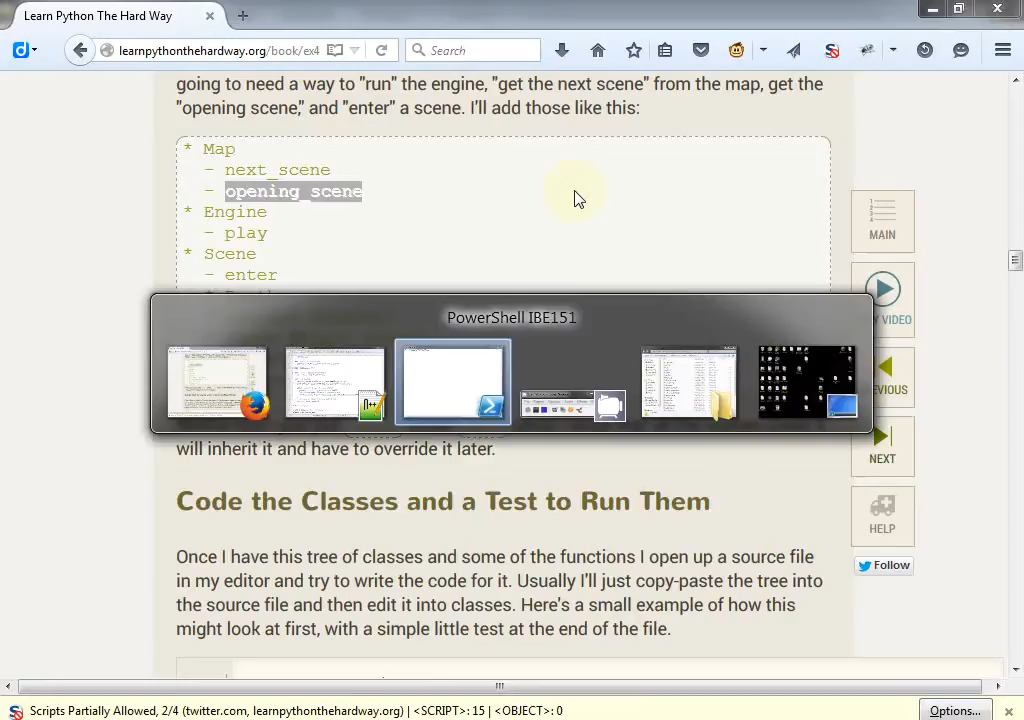 Learn Python The Hard Way
learnpythonthehardway.org/book/ex4
Search
going to need a way to "run" the engine, "get the next scene" from the map, get the
"opening scene," and "enter" a scene. I'll add those like this:
* Map
- next_scene
- opening_scene
* Engine
- play
* Scene
- enter
MAIN
VIDEO
PowerShell IBE151
NEXT
HELP
Follow
will inherit it and have to override it later.
Code the Classes and a Test to Run Them
Once I have this tree of classes and some of the functions I open up a source file
in my editor and try to write the code for it. Usually I'll just copy-paste the tree into
the source file and then edit it into classes. Here's a small example of how this
might look at first, with a simple little test at the end of the file.
Scripts Partially Allowed, 2/4 (twitter.com, learnpythonthehardway.org) | <SCRIPT>: 15 | <OBJECT>: 0
Options...